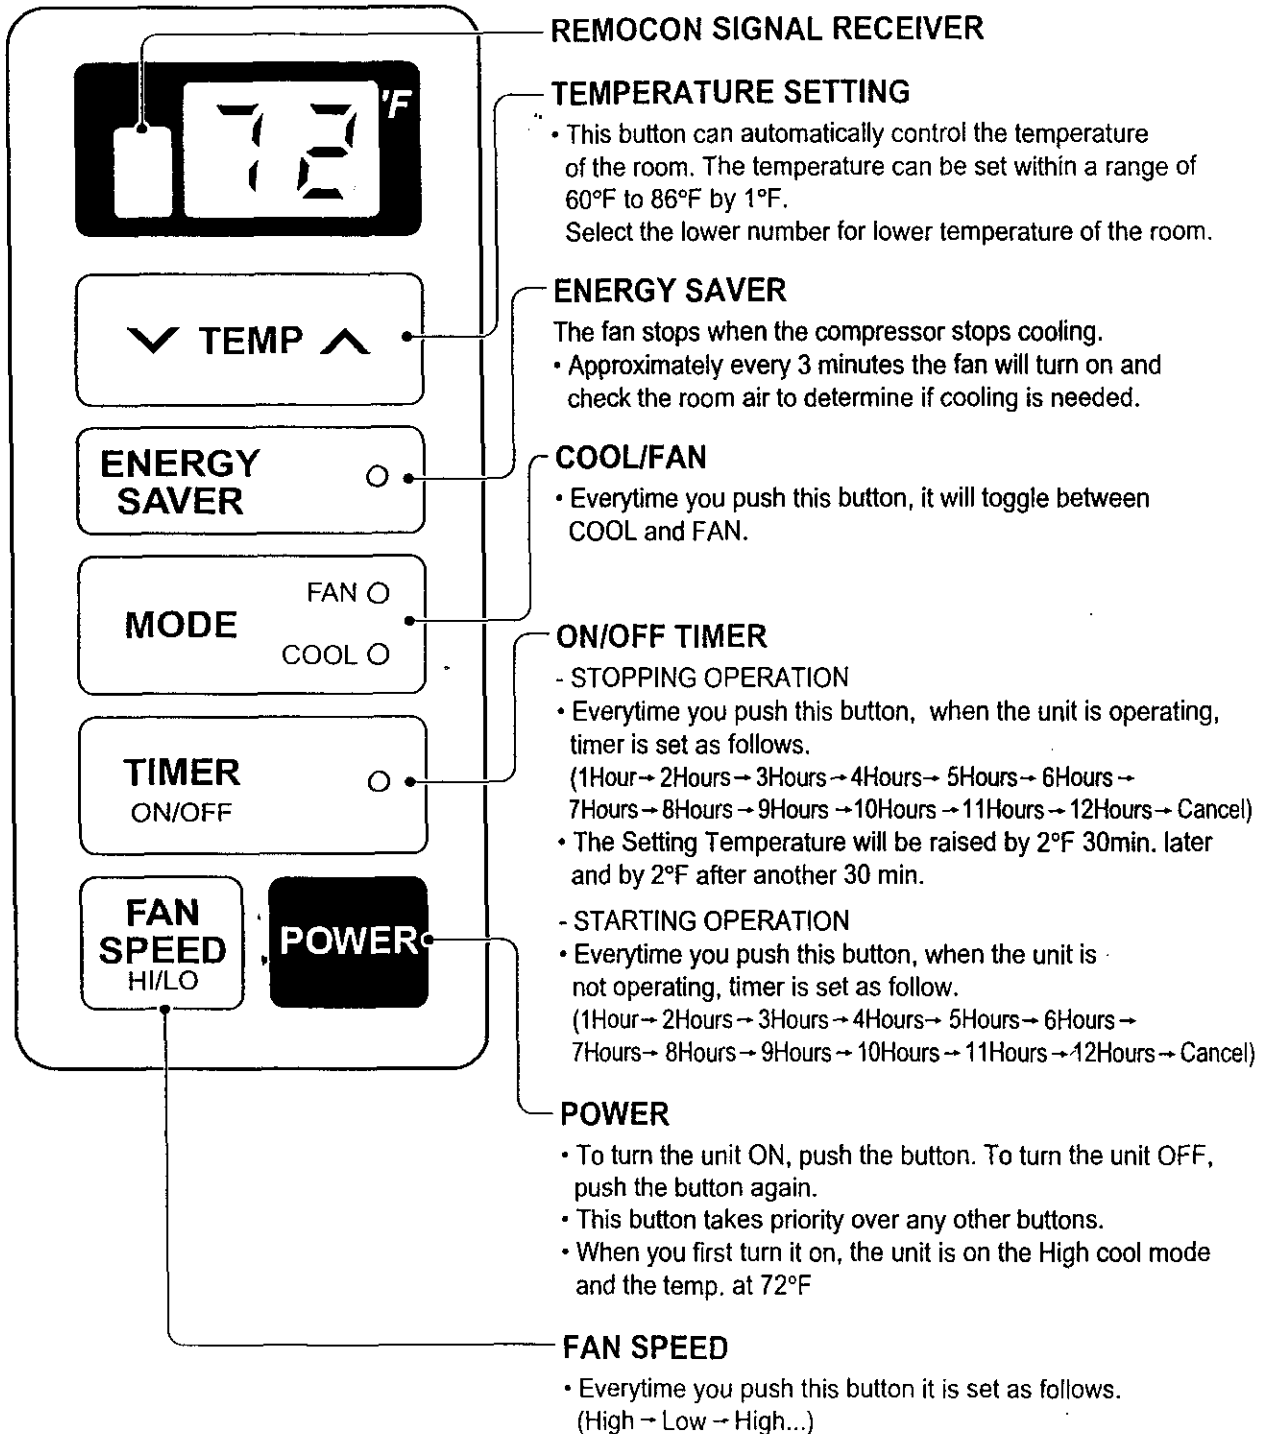 REMOCON SIGNAL RECEIVER
72°F
TEMPERATURE SETTING
• This button can automatically control the temperature
of the room. The temperature can be set within a range of
60°F to 86°F by 1°F.
Select the lower number for lower temperature of the room.
TEMP
ENERGY SAVER
The fan stops when the compressor stops cooling.
• Approximately every 3 minutes the fan will turn on and
check the room air to determine if cooling is needed.
ENERGY
SAVER
COOL/FAN
• Everytime you push this button, it will toggle between
COOL and FAN.
MODE
FAN
COOL
ON/OFF TIMER
- STOPPING OPERATION
• Everytime you push this button, when the unit is operating,
timer is set as follows.
(1Hour→ 2Hours→ 3Hours→ 4Hours→ 5Hours→ 6Hours→
7Hours→ 8Hours→ 9Hours→ 10Hours→ 11Hours→ 12Hours→ Cancel)
• The Setting Temperature will be raised by 2°F 30min. later
and by 2°F after another 30 min.
TIMER
ON/OFF
- STARTING OPERATION
• Everytime you push this button, when the unit is
not operating, timer is set as follow.
(1Hour→ 2Hours→ 3Hours→ 4Hours→ 5Hours→ 6Hours→
7Hours→ 8Hours→ 9Hours→ 10Hours→ 11Hours→ 12Hours→ Cancel)
FAN
SPEED
HI/LO
POWER
POWER
• To turn the unit ON, push the button. To turn the unit OFF,
push the button again.
• This button takes priority over any other buttons.
• When you first turn it on, the unit is on the High cool mode
and the temp. at 72°F
FAN SPEED
• Everytime you push this button it is set as follows.
(High→ Low→ High...)